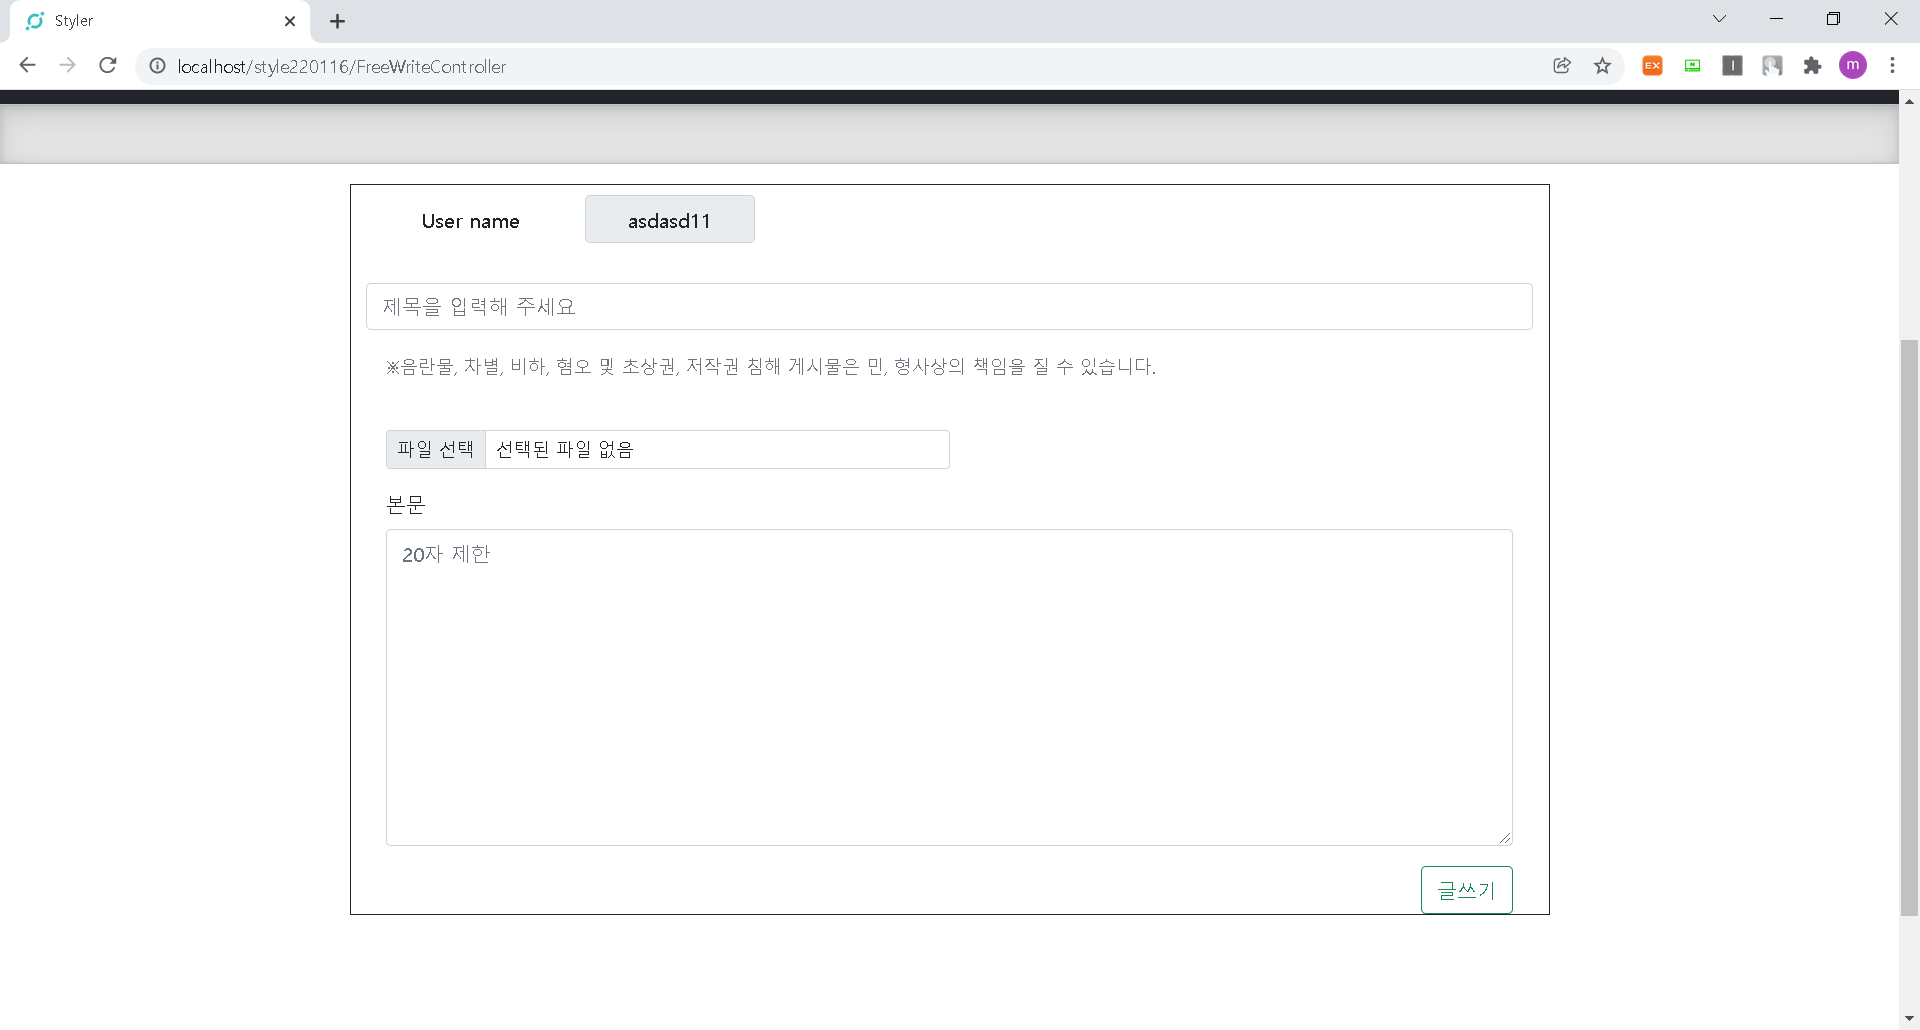 Styler
localhost/style220116/FreeWriteController
EX
N
I
m
User name
asdasd11
제목을 입력해 주세요
※음란물, 차별, 비하, 혐오 및 초상권, 저작권 침해 게시물은 민, 형사상의 책임을 질 수 있습니다.
파일 선택 선택된 파일 없음
본문
20자 제한
글쓰기